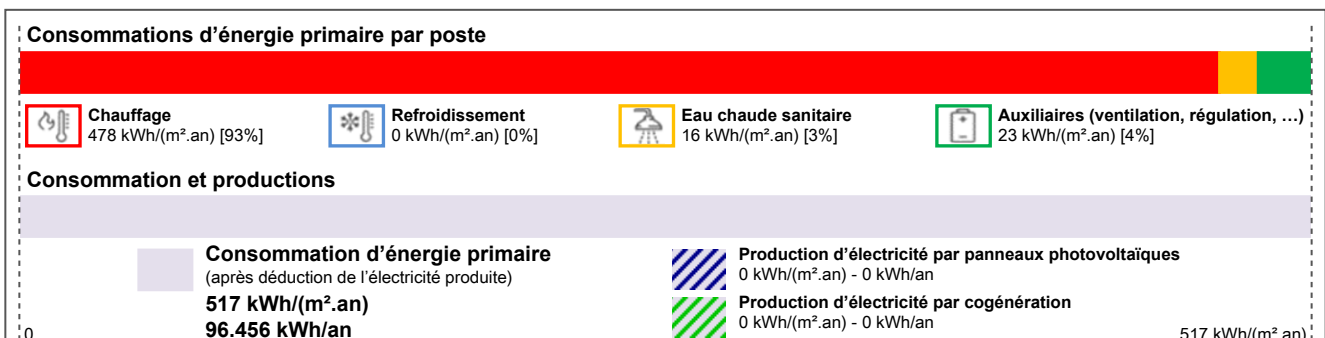 Consommations d’énergie primaire par poste
Chauffage
478 kWh/(m².an) [93%]
Refroidissement
0 kWh/(m².an) [0%]
Eau chaude sanitaire
16 kWh/(m².an) [3%]
Auxiliaires (ventilation, régulation, …)
23 kWh/(m².an) [4%]
Consommation et productions
Consommation d’énergie primaire
(après déduction de l’électricité produite)
517 kWh/(m².an)
96.456 kWh/an
Production d’électricité par panneaux photovoltaïques
0 kWh/(m².an) - 0 kWh/an
Production d’électricité par cogénération
0 kWh/(m².an) - 0 kWh/an
0
517 kWh/(m².an)